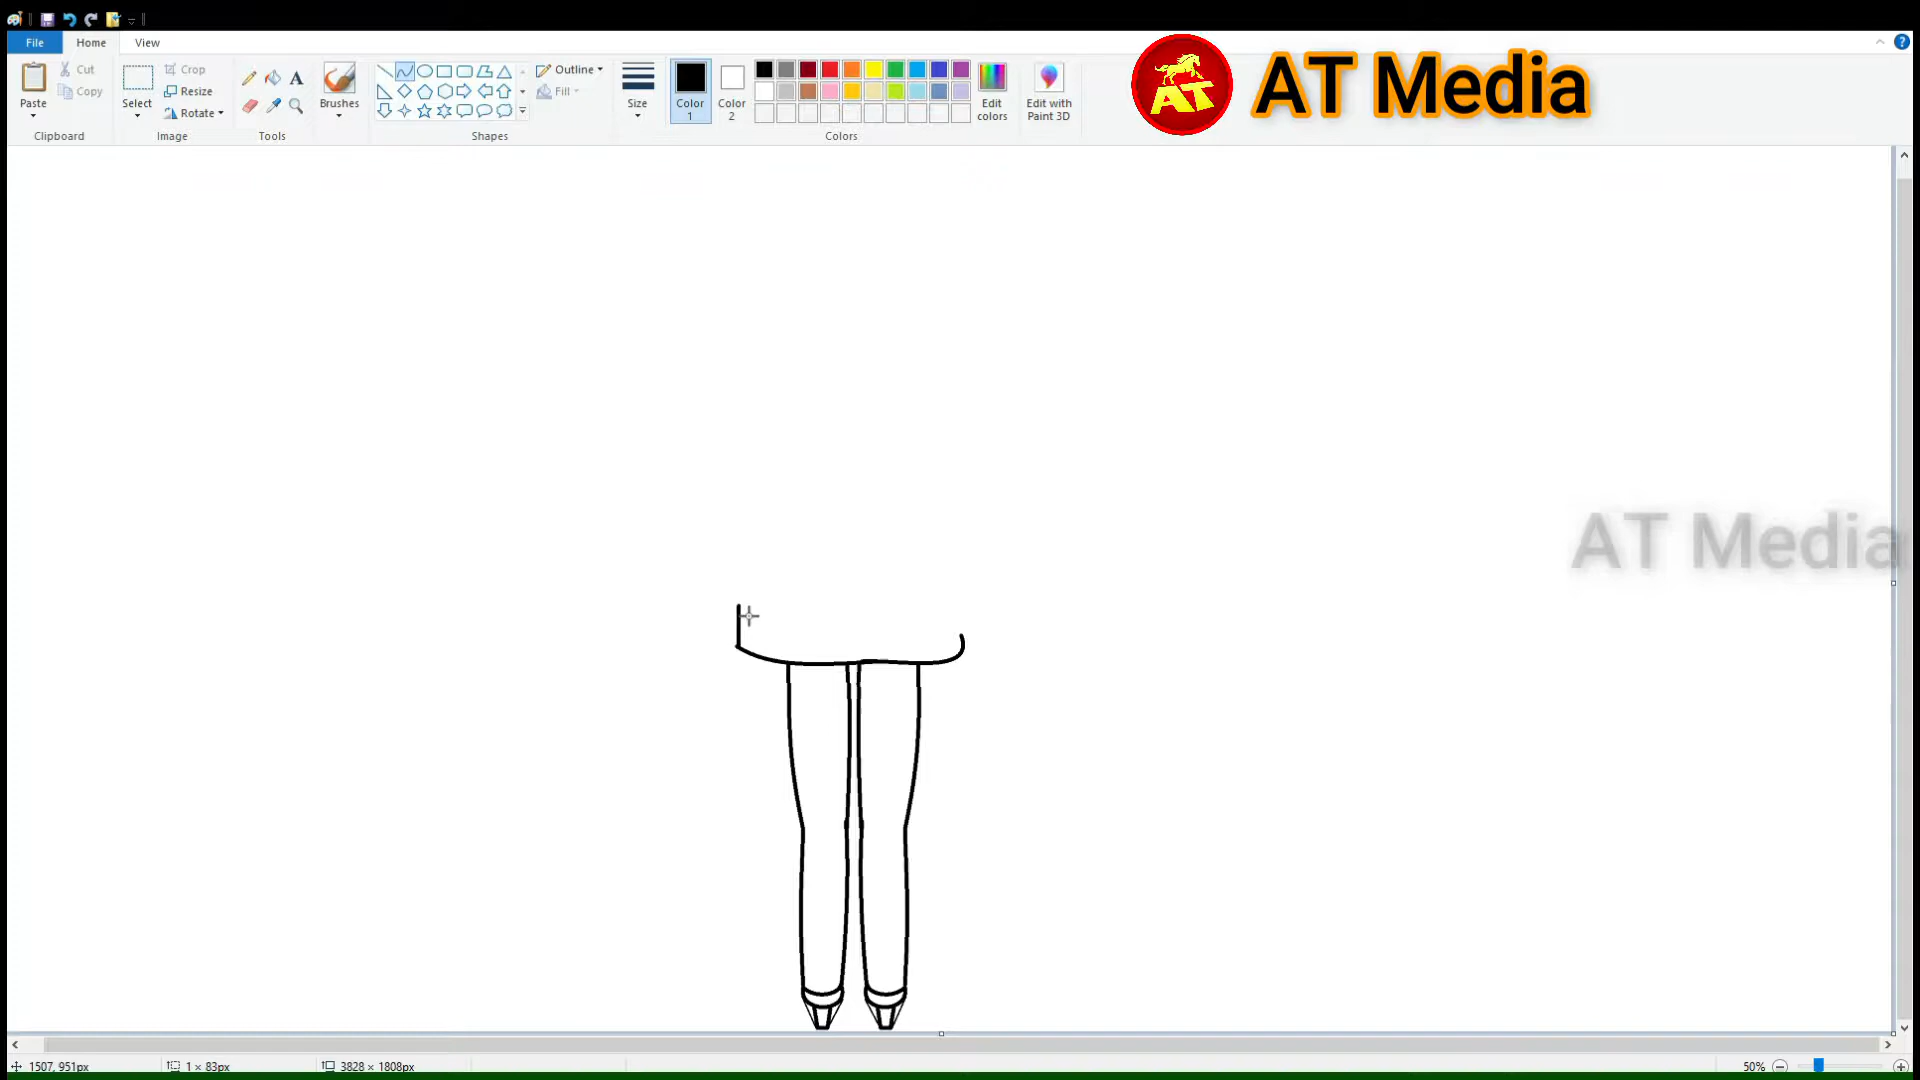 File Home View
Paste Cut Copy
Clipboard
Select Crop Resize Rotate
Image
A
Tools
Brushes
Shapes
Outline Fill
Size
Color 1
Color 2
Edit colors
Colors
Edit with Paint 3D
AT
AT Media
?
AT Media
1507, 951px
1 × 83px
3828 × 1808px
50%